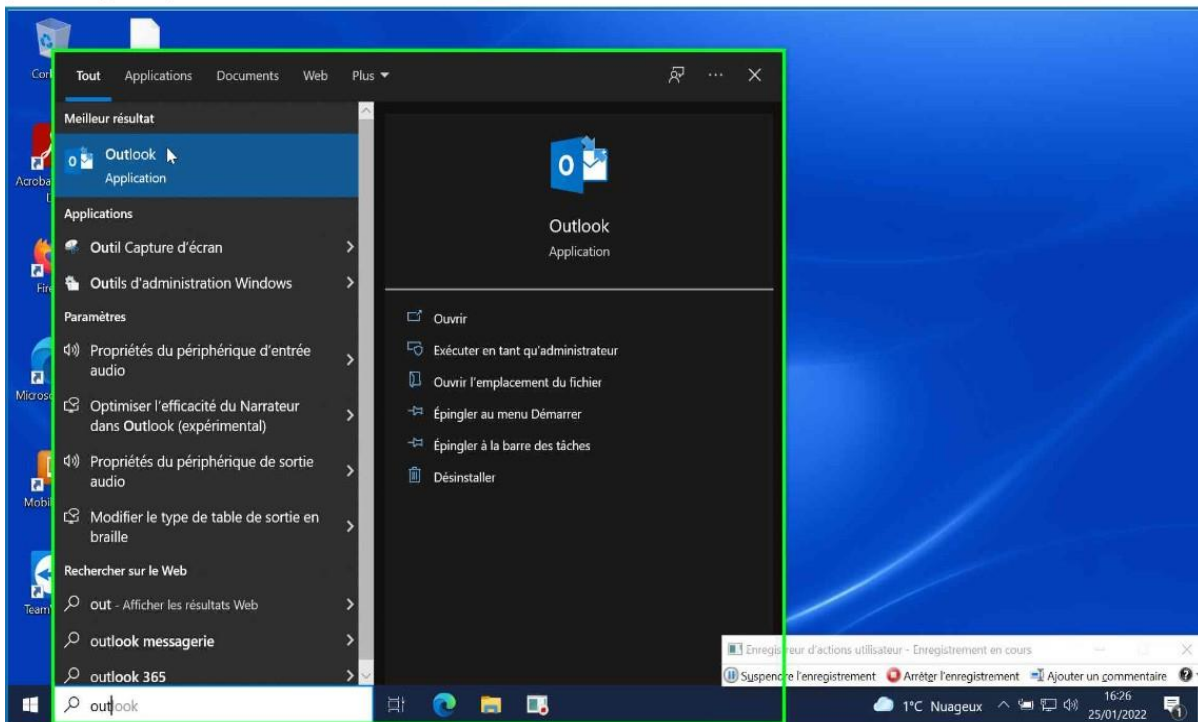 Tout Applications Documents Web Plus
Meilleur résultat
Outlook
Application
Applications
Outil Capture d'écran
Outils d'administration Windows
Paramètres
Propriétés du périphérique d'entrée
audio
Optimiser l'efficacité du Narrateur
dans Outlook (expérimental)
Propriétés du périphérique de sortie
audio
Modifier le type de table de sortie en
braille
Rechercher sur le Web
out - Afficher les résultats Web
outlook messagerie
outlook 365
outlook
Outlook
Application
Ouvrir
Exécuter en tant qu'administrateur
Ouvrir l'emplacement du fichier
Épingler au menu Démarrer
Épingler à la barre des tâches
Désinstaller
Enregistreur d'actions utilisateur - Enregistrement en cours
Suspendre l'enregistrement Arrêter l'enregistrement Ajouter un commentaire
1°C Nuageux
16:26
25/01/2022
1